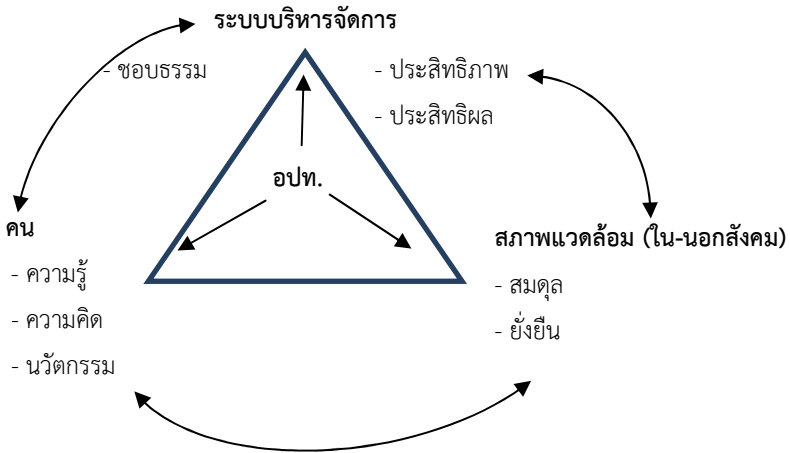 ระบบบริหารจัดการ
- ชอบธรรม
- ประสิทธิภาพ
- ประสิทธิผล
อปท.
คน
- ความรู้
- ความคิด
- นวัตกรรม
สภาพแวดล้อม (ใน-นอกสังคม)
- สมดุล
- ยั่งยืน